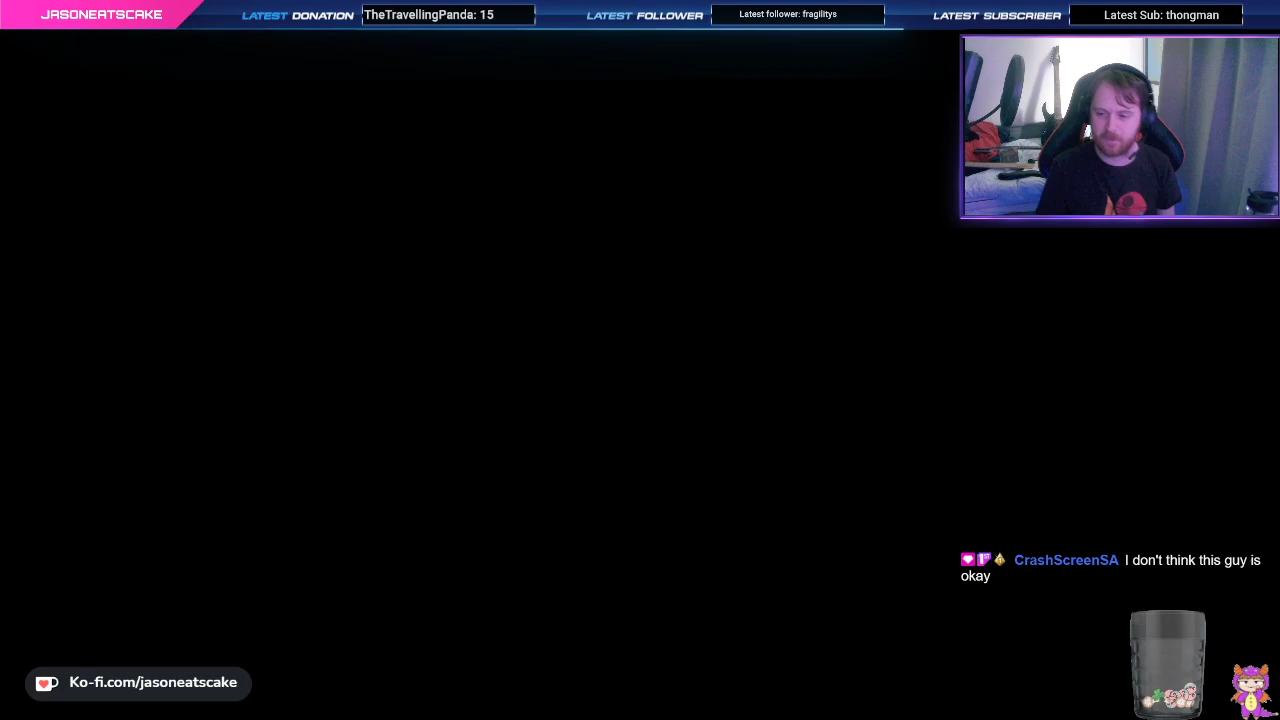 JASONEATSCAKE
LATEST DONATION
TheTravellingPanda: 15
LATEST FOLLOWER
Latest follower: fragilitys
LATEST SUBSCRIBER
Latest Sub: thongman
CrashScreenSA I don't think this guy is
okay
Ko-fi.com/jasoneatscake